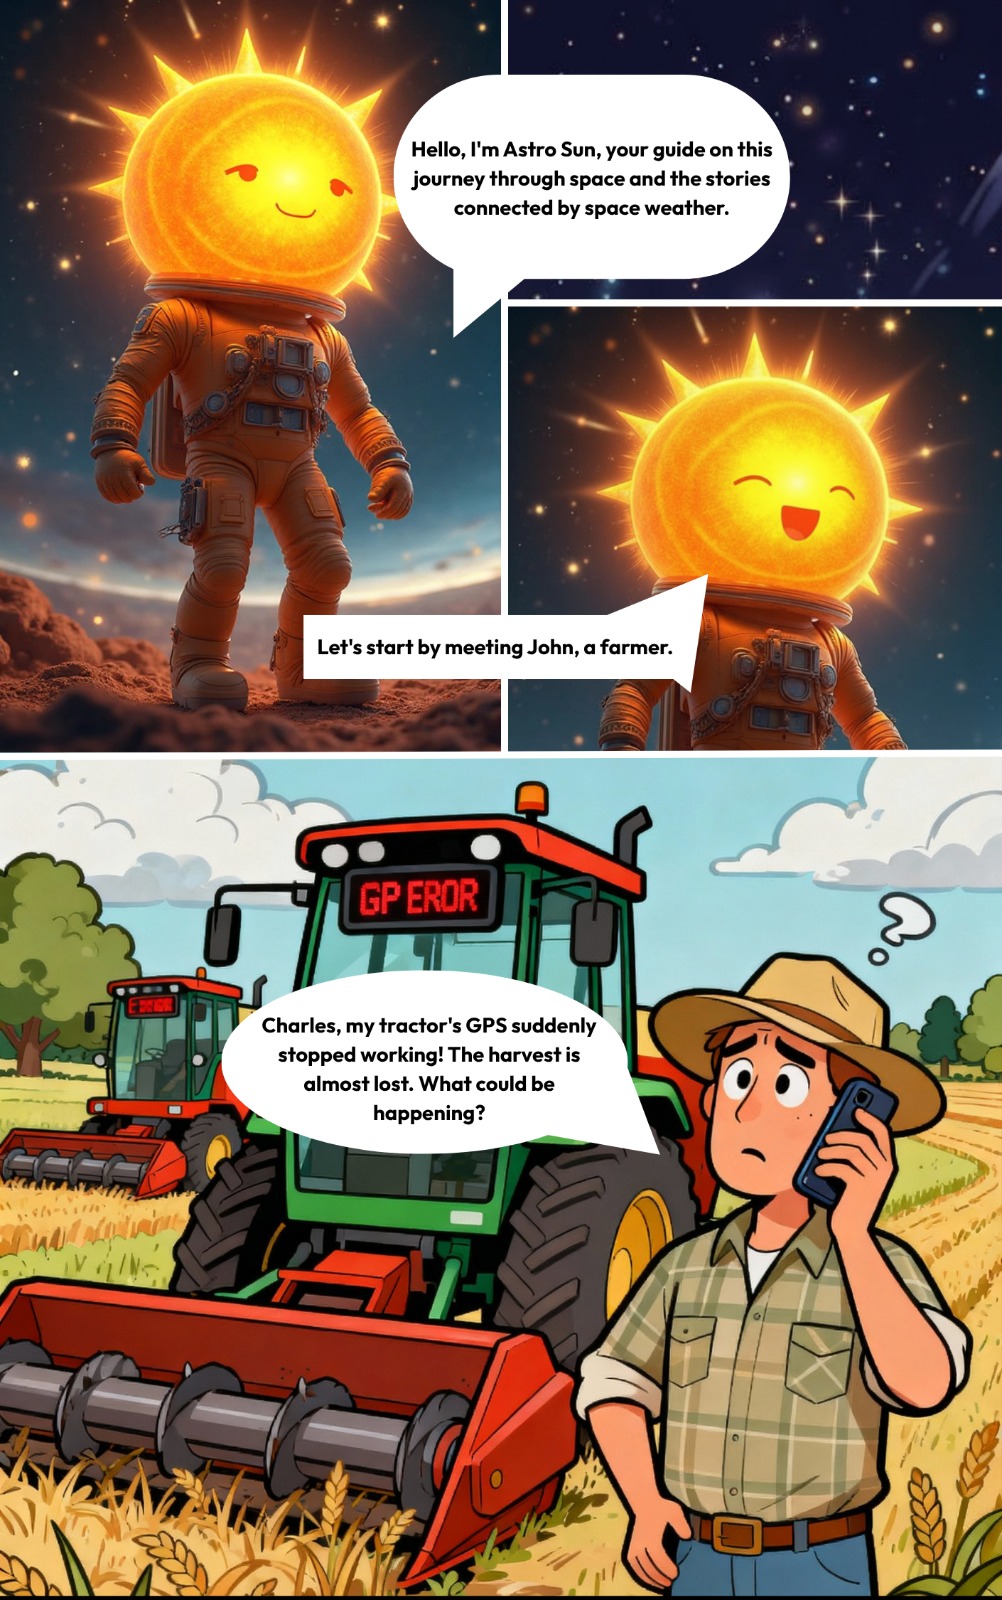 Hello, I'm Astro Sun, your guide on this
journey through space and the stories
connected by space weather.
Let's start by meeting John, a farmer.
GP EROR
Charles, my tractor's GPS suddenly
stopped working! The harvest is
almost lost. What could be
happening?